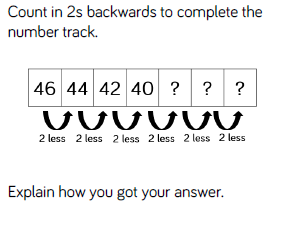 Count in 2s backwards to complete the
number track.
46 44 42 40 ? ? ?
2 less 2 less 2 less 2 less 2 less 2 less
Explain how you got your answer.